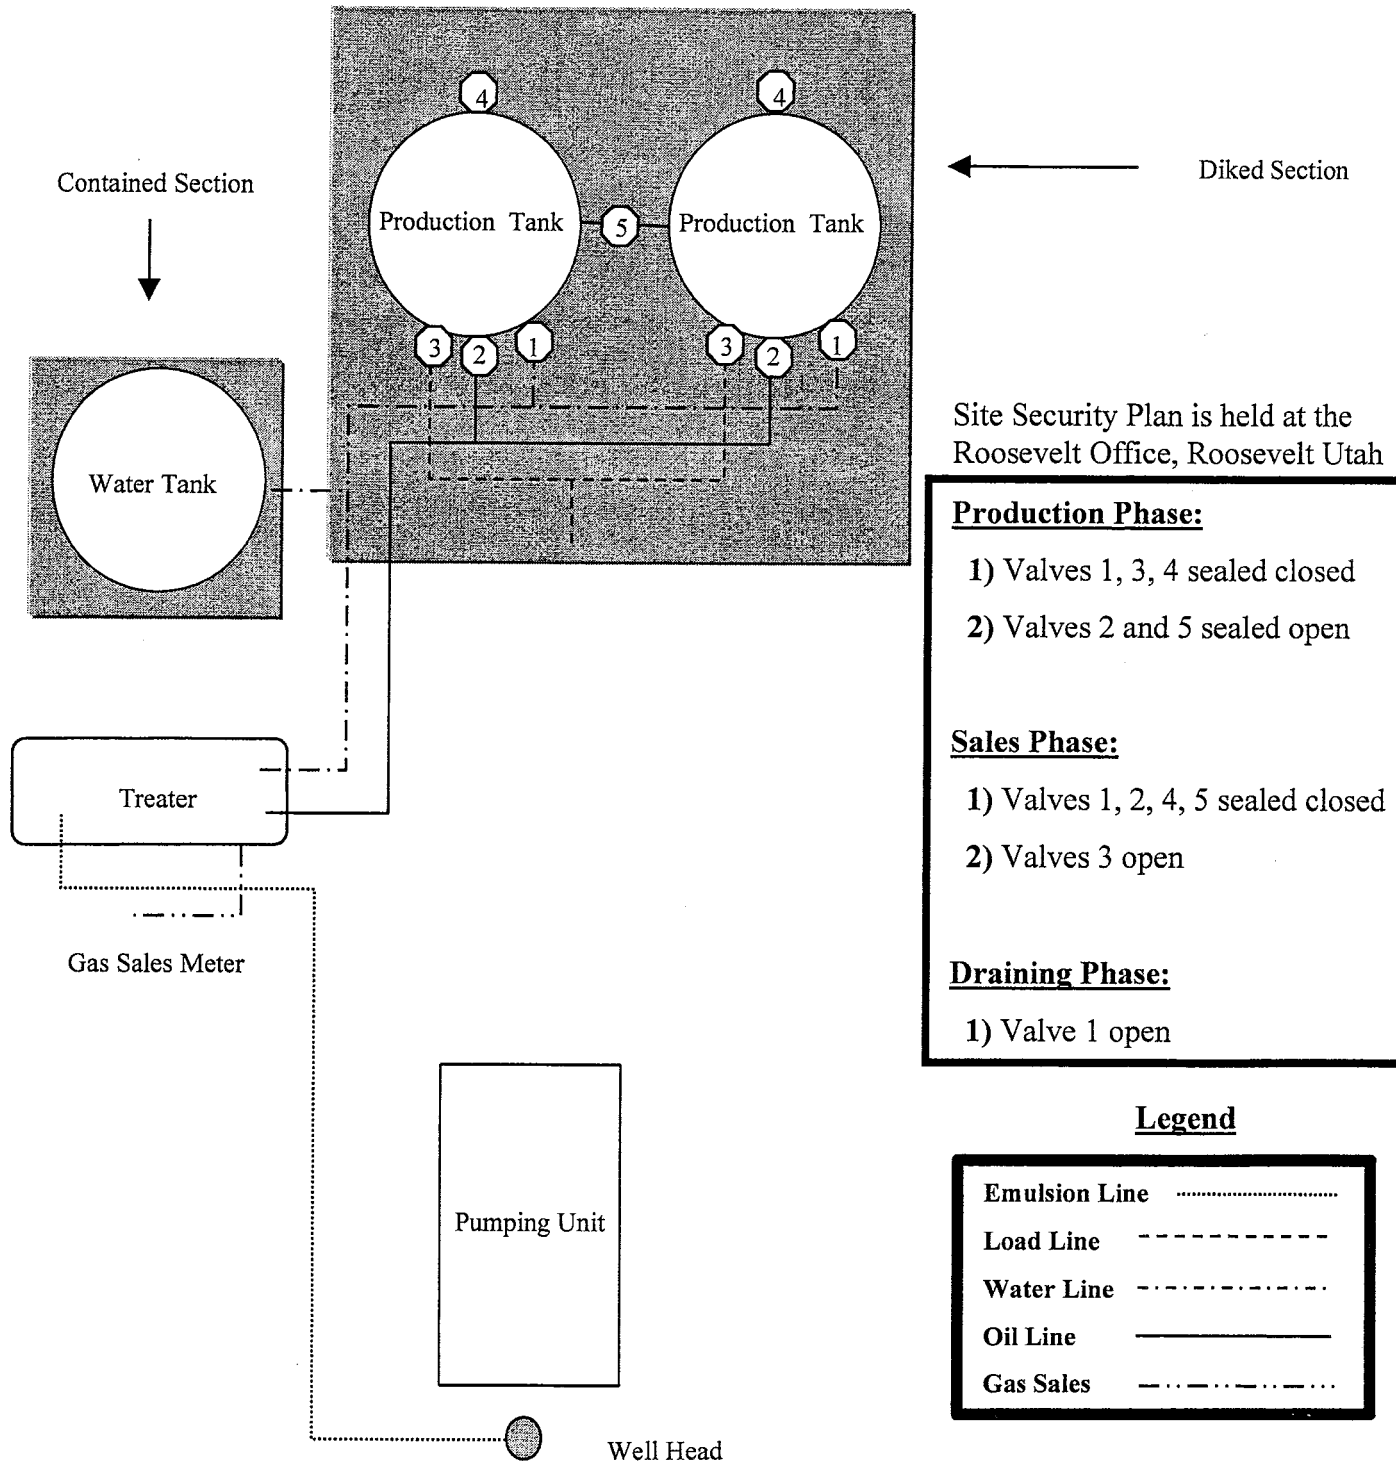 4
4
Contained Section
Diked Section
Production Tank
5
Production Tank
3
2
1
3
2
1
Water Tank
Site Security Plan is held at the
Roosevelt Office, Roosevelt Utah
Production Phase:
1) Valves 1, 3, 4 sealed closed
2) Valves 2 and 5 sealed open
Sales Phase:
1) Valves 1, 2, 4, 5 sealed closed
2) Valves 3 open
Draining Phase:
1) Valve 1 open
Treater
Gas Sales Meter
Pumping Unit
Well Head
Legend
Emulsion Line
Load Line
Water Line
Oil Line
Gas Sales